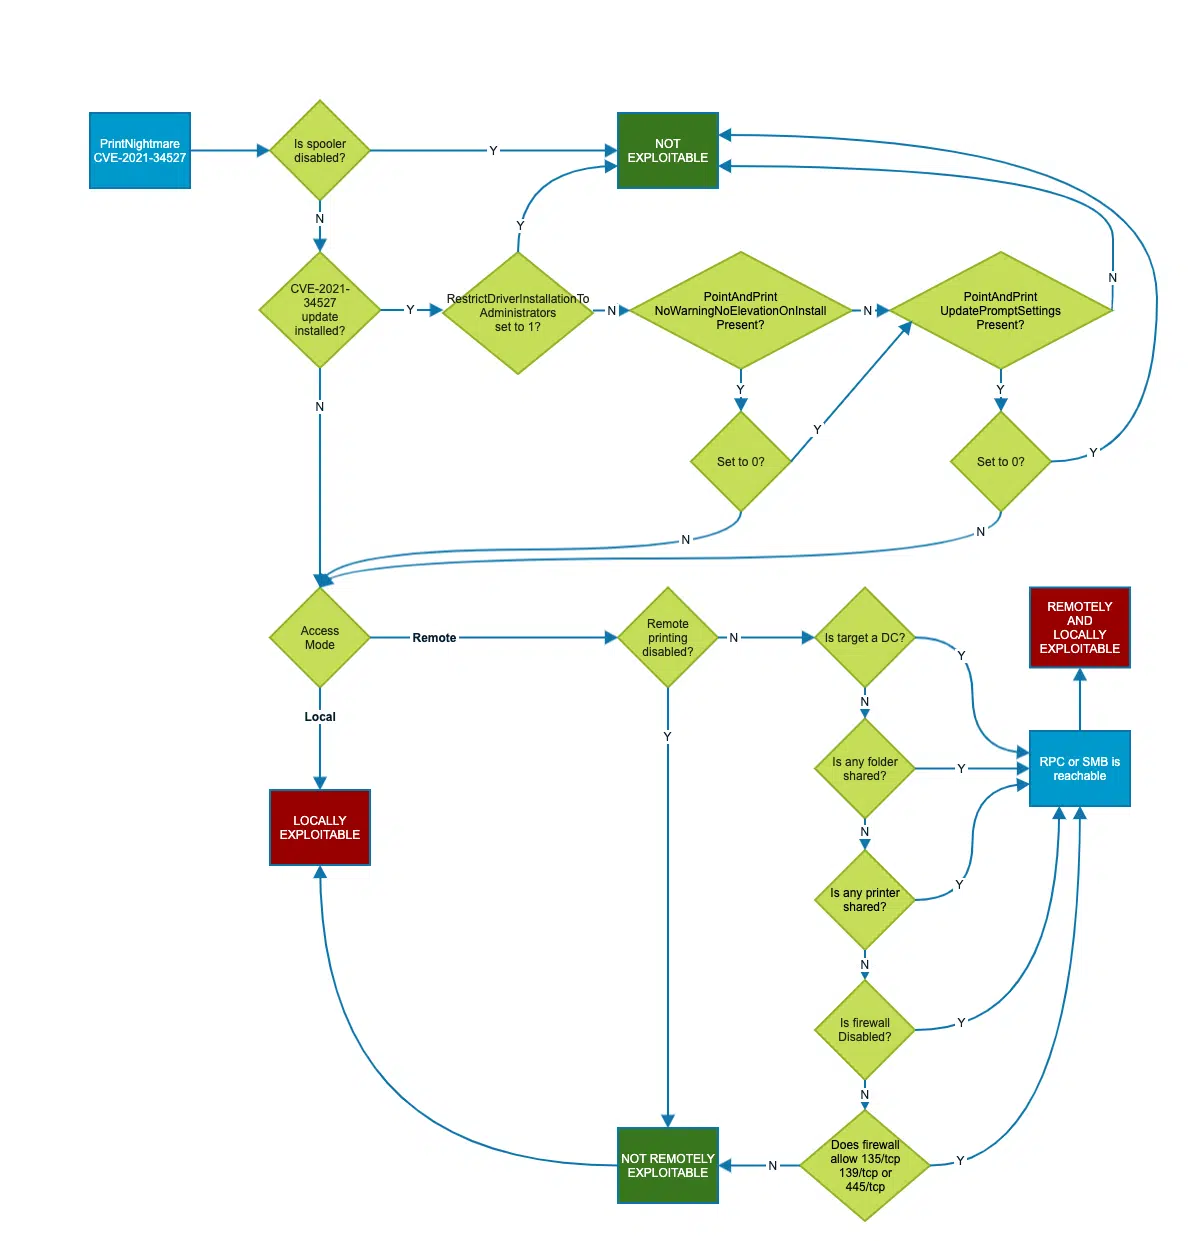 PrintNightmare
CVE-2021-34527
Is spooler
disabled?
Y
NOT
EXPLOITABLE
N
Y
CVE-2021-
34527
update
installed?
Y
RestrictDriverInstallationTo
Administrators
set to 1?
N
PointAndPrint
NoWarningNoElevationOnInstall
Present?
N
PointAndPrint
UpdatePromptSettings
Present?
N
N
Y
Y
Set to 0?
Y
Set to 0?
Y
N
N
Access
Mode
Remote
Remote
printing
disabled?
N
Is target a DC?
Y
REMOTELY
AND
LOCALLY
EXPLOITABLE
Local
Y
N
Is any folder
shared?
Y
RPC or SMB is
reachable
LOCALLY
EXPLOITABLE
N
Is any printer
shared?
Y
N
Is firewall
Disabled?
Y
N
Does firewall
allow 135/tcp
139/tcp or
445/tcp
Y
N
NOT REMOTELY
EXPLOITABLE